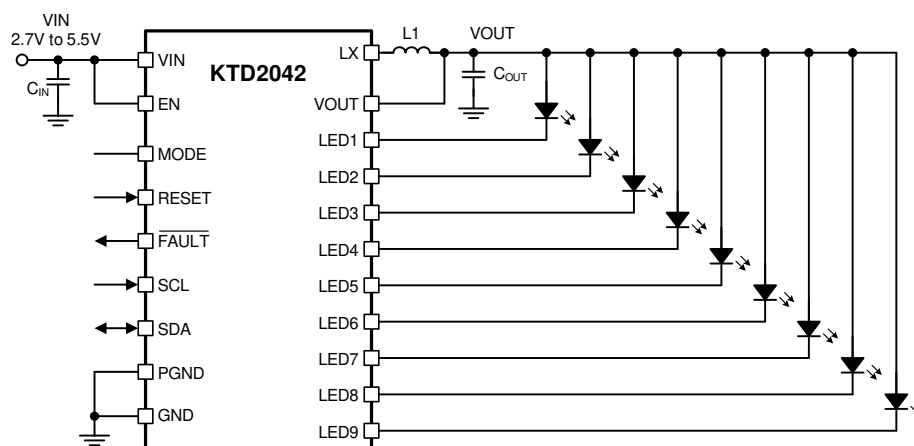 VIN
2.7V to 5.5V
CIN
KTD2042
VIN
EN
MODE
RESET
FAULT
SCL
SDA
PGND
GND
LX
VOUT
LED1
LED2
LED3
LED4
LED5
LED6
LED7
LED8
LED9
L1
VOUT
COUT